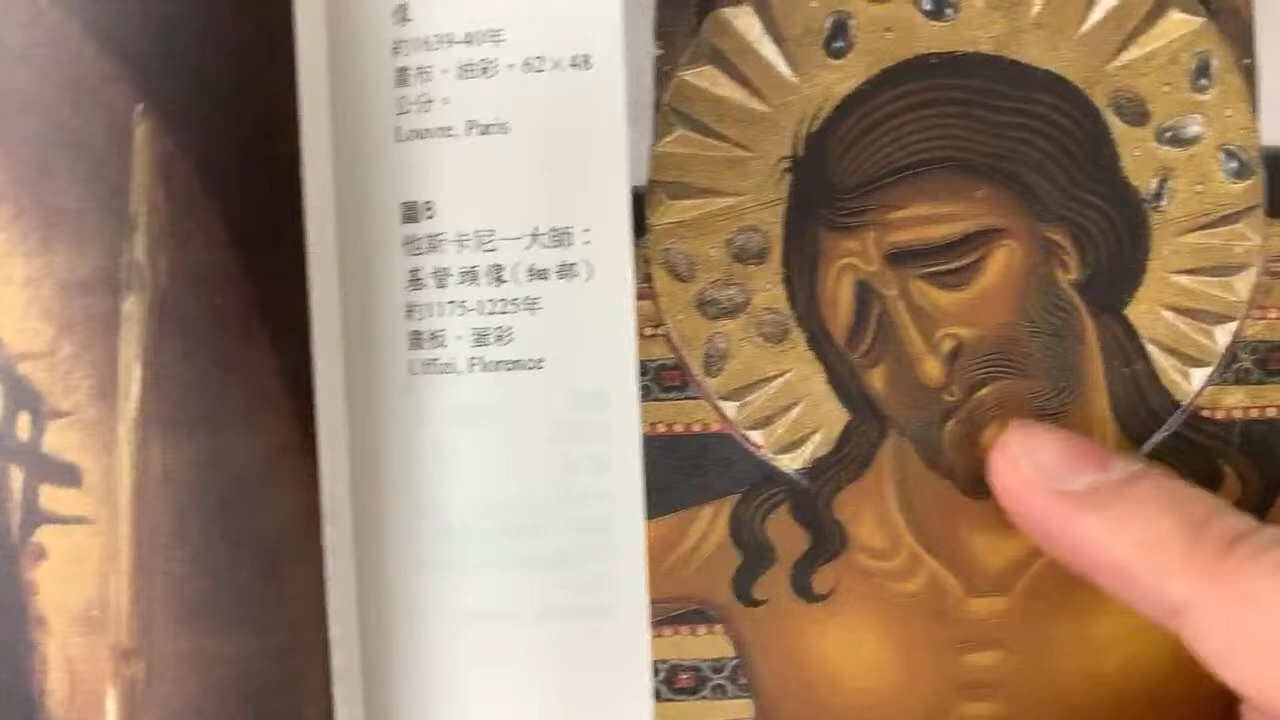 像
約1639-40年
畫布・油彩・62×48
公分。
Louvre, Paris
圖8
他斯卡尼一大師：
基督頭像（細部）
約1175-1225年
畫板・蛋彩
Uffizi, Florence